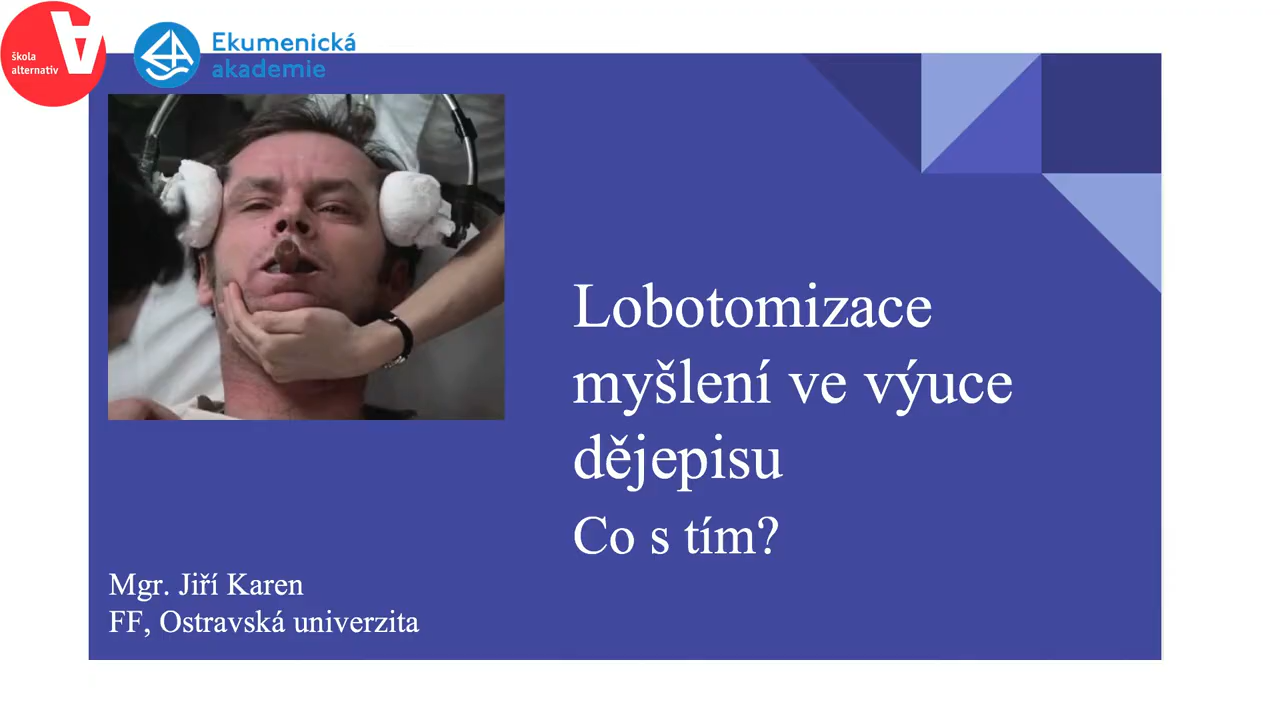 škola
alternativ
Ekumenická
akademie
Lobotomizace
myšlení ve výuce
dějepisu
Co s tím?
Mgr. Jiří Karen
FF, Ostravská univerzita